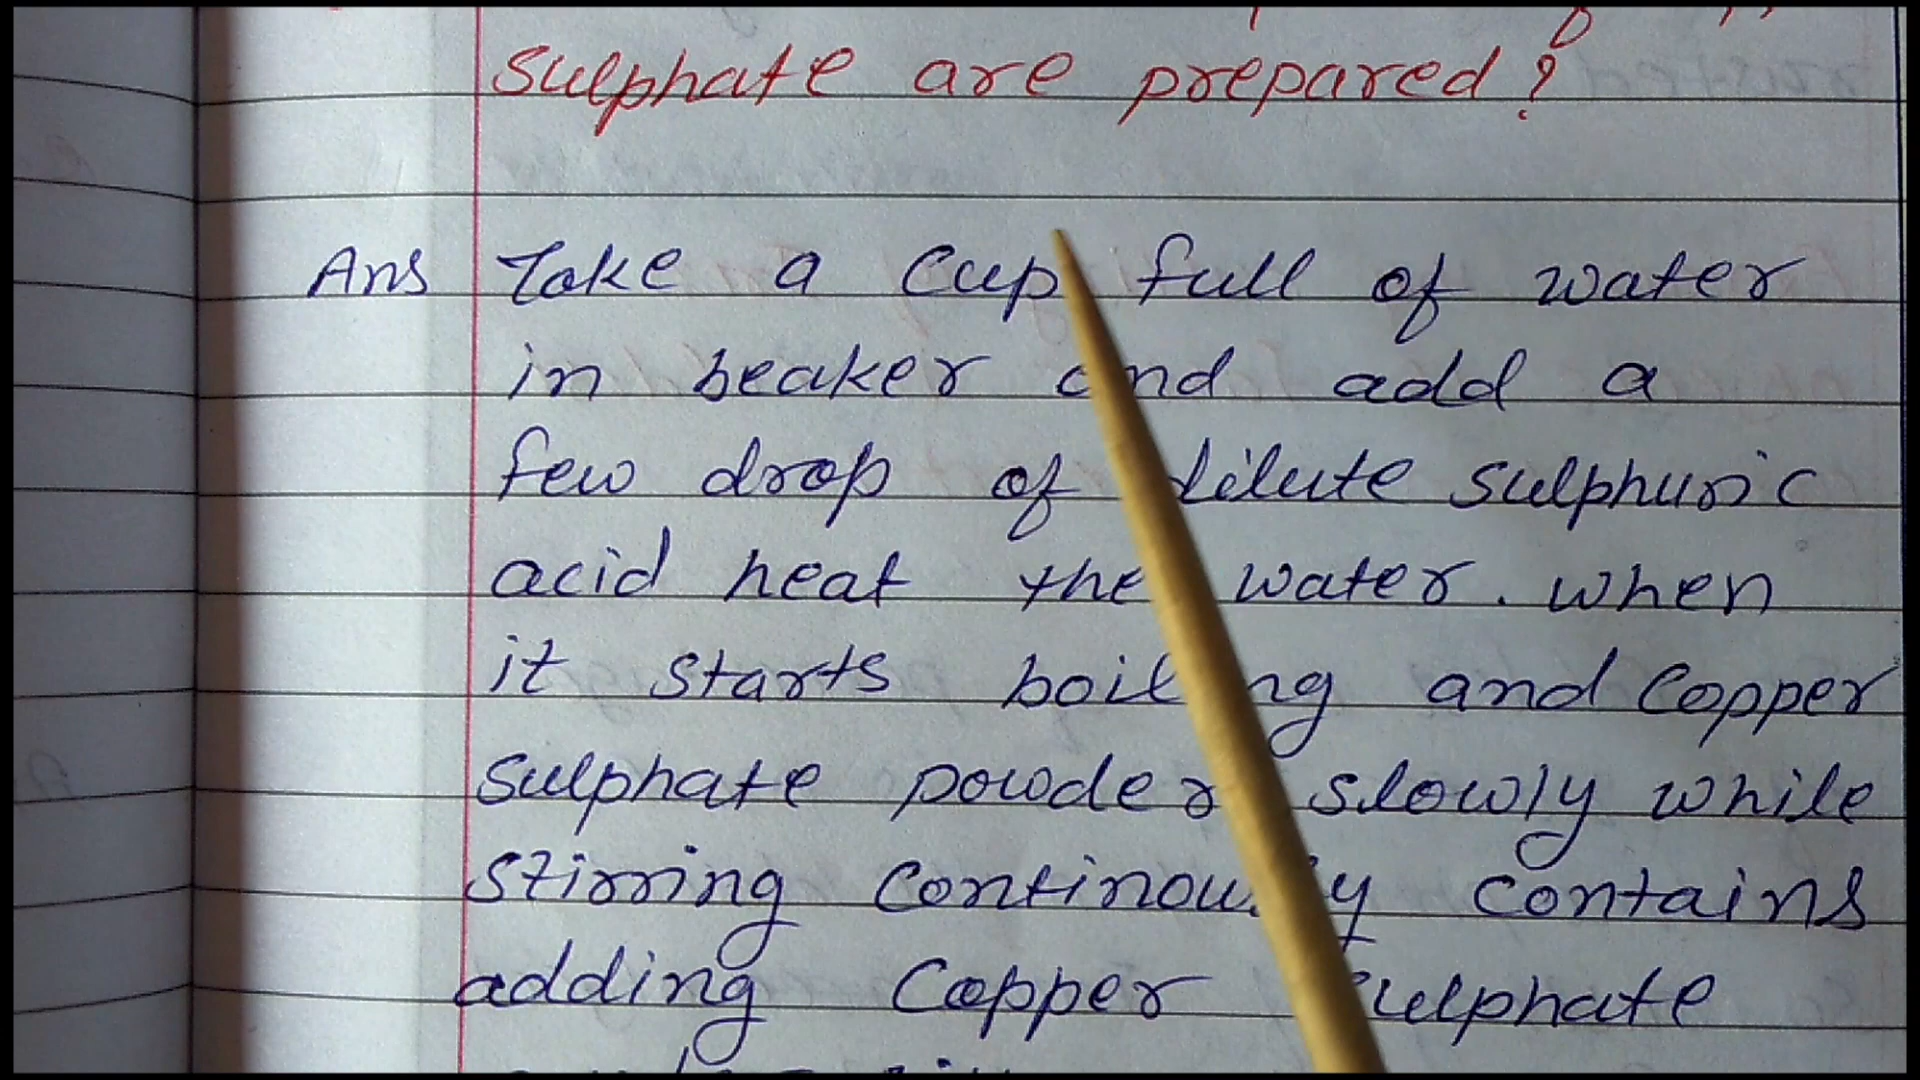 sulphate are prepared?
Ans Take a Cup full of water
in beaker and add a
few drop of dilute sulphuric
acid heat the water. when
it starts boiling and Copper
sulphate powder slowly while
stirring Continously contains
adding Copper sulphate